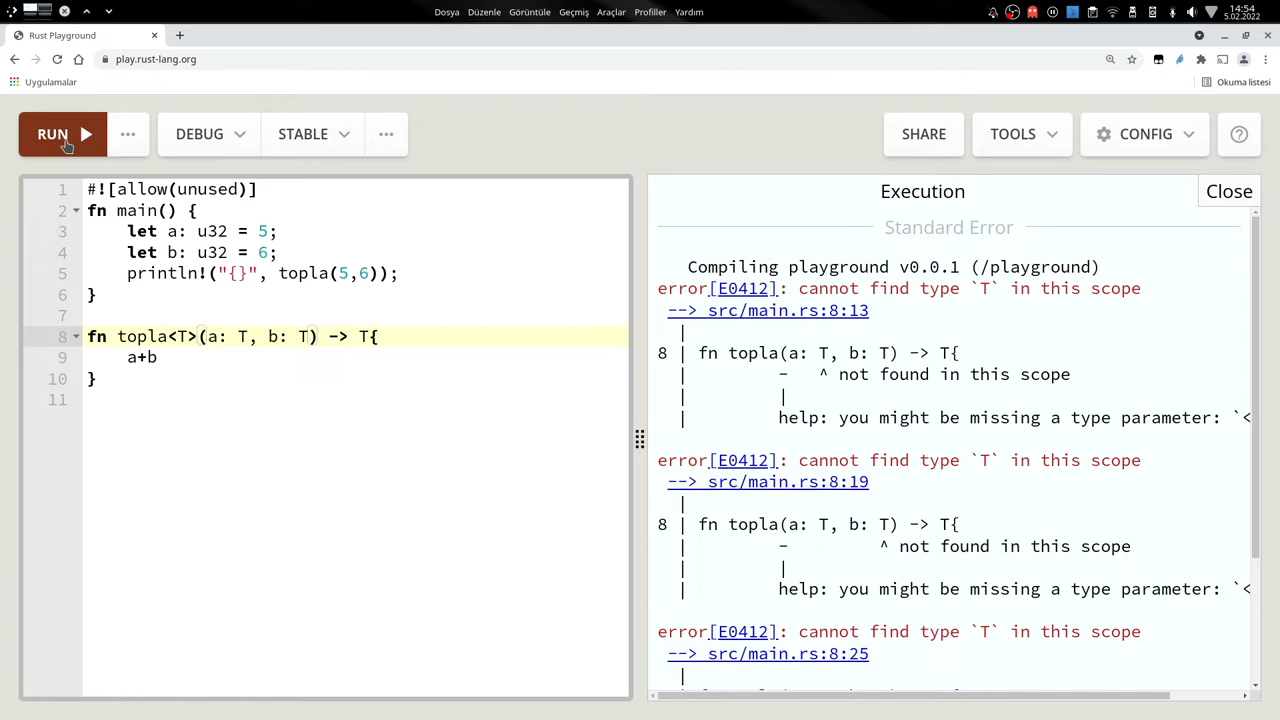 Dosya Düzenle Görüntüle Geçmiş Araçlar Profiller Yardım
14:54
5.02.2022
Rust Playground
play.rust-lang.org
Uygulamalar
Okuma listesi
RUN
DEBUG
STABLE
SHARE
TOOLS
CONFIG
1 #![allow(unused)]
2 fn main() {
3 let a: u32 = 5;
4 let b: u32 = 6;
5 println!("{}", topla(5,6));
6 }
7
8 fn topla<T>(a: T, b: T) -> T{
9 a+b
10 }
11
Execution
Close
Standard Error
Compiling playground v0.0.1 (/playground)
error[E0412]: cannot find type `T` in this scope
--> src/main.rs:8:13
|
8 | fn topla(a: T, b: T) -> T{
| - ^ not found in this scope
| |
| help: you might be missing a type parameter: `<
error[E0412]: cannot find type `T` in this scope
--> src/main.rs:8:19
|
8 | fn topla(a: T, b: T) -> T{
| - ^ not found in this scope
| |
| help: you might be missing a type parameter: `<
error[E0412]: cannot find type `T` in this scope
--> src/main.rs:8:25
|